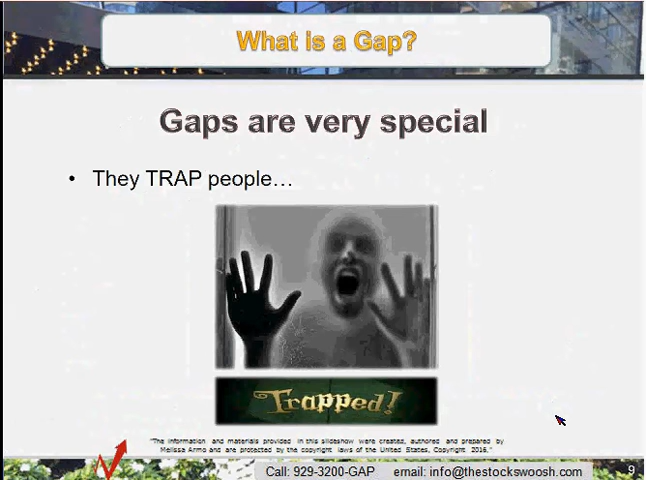 What is a Gap?
Gaps are very special
• They TRAP people...
Trapped!
"The information and materials provided in this slideshow were created, authored and prepared by
Melissa Armo and are protected by the copyright laws of the United States, Copyright 2016."
Call: 929-3200-GAP email: info@thestockswoosh.com
9